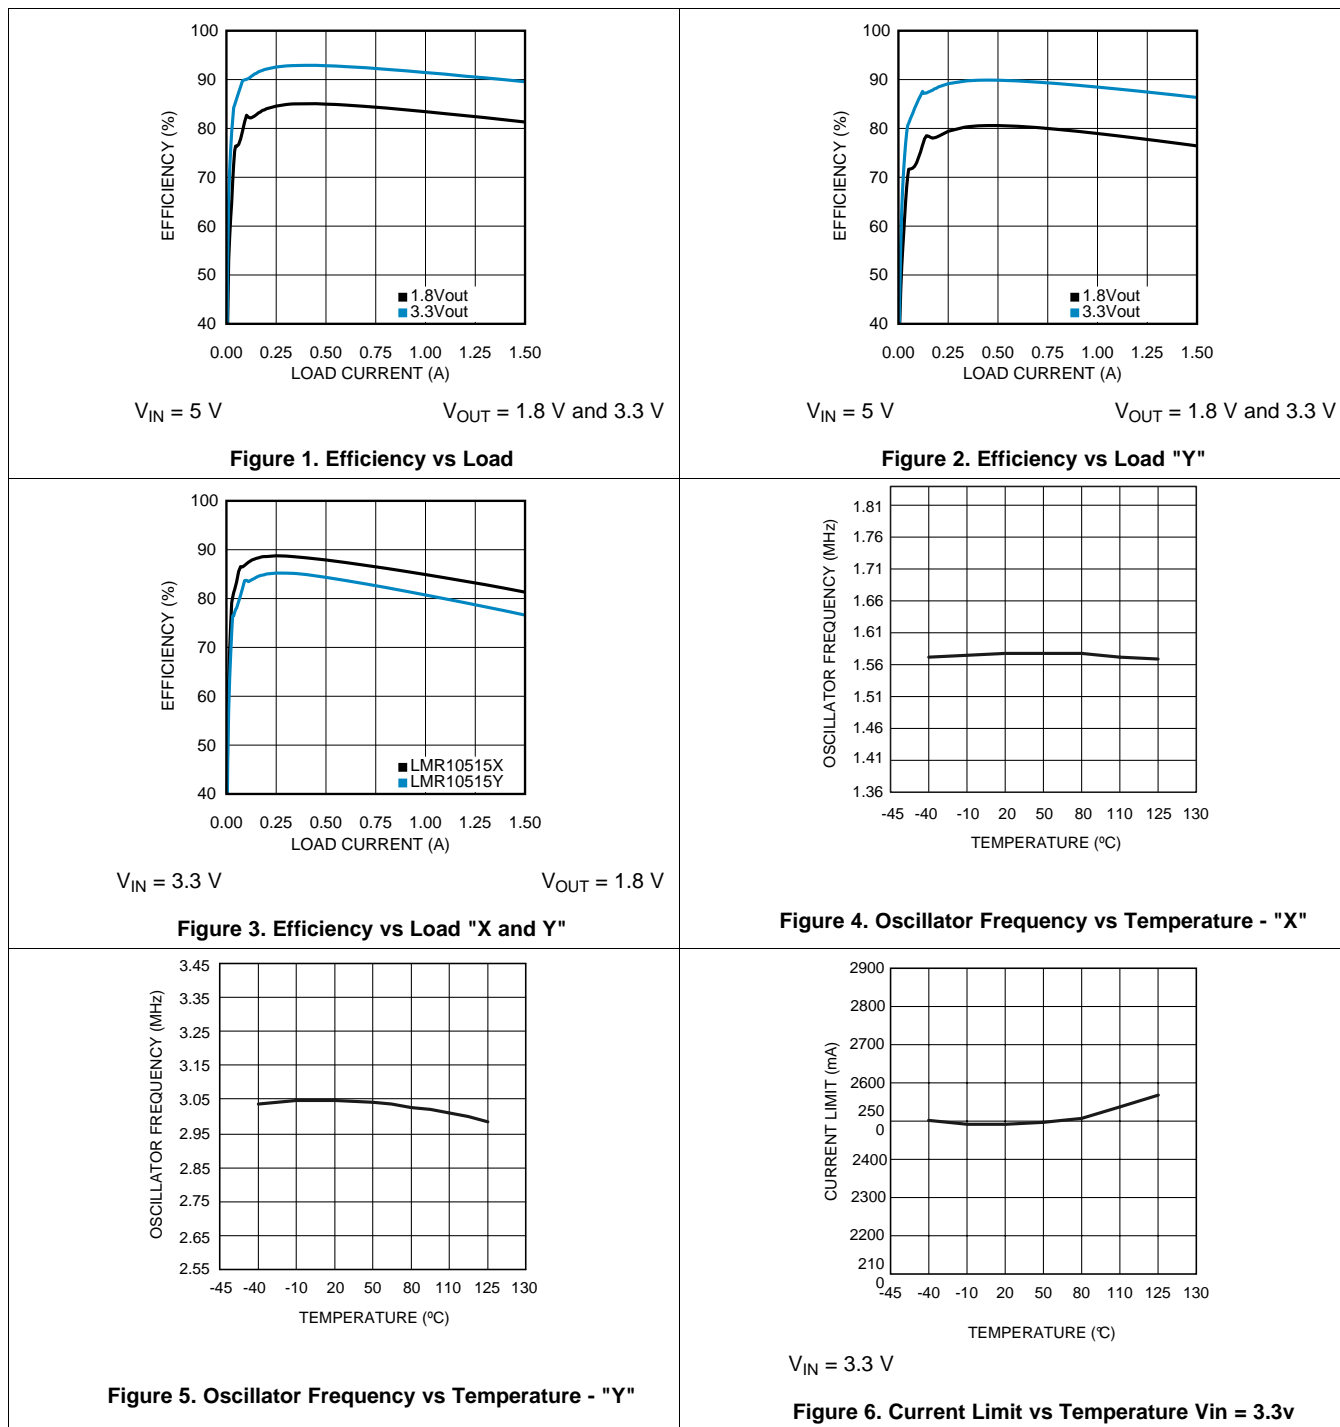 100
90
80
70
60
50
40
EFFICIENCY (%)
1.8Vout
3.3Vout
0.00 0.25 0.50 0.75 1.00 1.25 1.50
LOAD CURRENT (A)
VIN = 5 V VOUT = 1.8 V and 3.3 V
Figure 1. Efficiency vs Load
100
90
80
70
60
50
40
EFFICIENCY (%)
1.8Vout
3.3Vout
0.00 0.25 0.50 0.75 1.00 1.25 1.50
LOAD CURRENT (A)
VIN = 5 V VOUT = 1.8 V and 3.3 V
Figure 2. Efficiency vs Load "Y"
100
90
80
70
60
50
40
EFFICIENCY (%)
LMR10515X
LMR10515Y
0.00 0.25 0.50 0.75 1.00 1.25 1.50
LOAD CURRENT (A)
VIN = 3.3 V VOUT = 1.8 V
Figure 3. Efficiency vs Load "X and Y"
1.81
1.76
1.71
1.66
1.61
1.56
1.51
1.46
1.41
1.36
OSCILLATOR FREQUENCY (MHz)
-45 -40 -10 20 50 80 110 125 130
TEMPERATURE (ºC)
Figure 4. Oscillator Frequency vs Temperature - "X"
3.45
3.35
3.25
3.15
3.05
2.95
2.85
2.75
2.65
2.55
OSCILLATOR FREQUENCY (MHz)
-45 -40 -10 20 50 80 110 125 130
TEMPERATURE (ºC)
Figure 5. Oscillator Frequency vs Temperature - "Y"
2900
2800
2700
2600
250
0
2400
2300
2200
210
0
CURRENT LIMIT (mA)
-45 -40 -10 20 50 80 110 125 130
TEMPERATURE (°C)
VIN = 3.3 V
Figure 6. Current Limit vs Temperature Vin = 3.3v